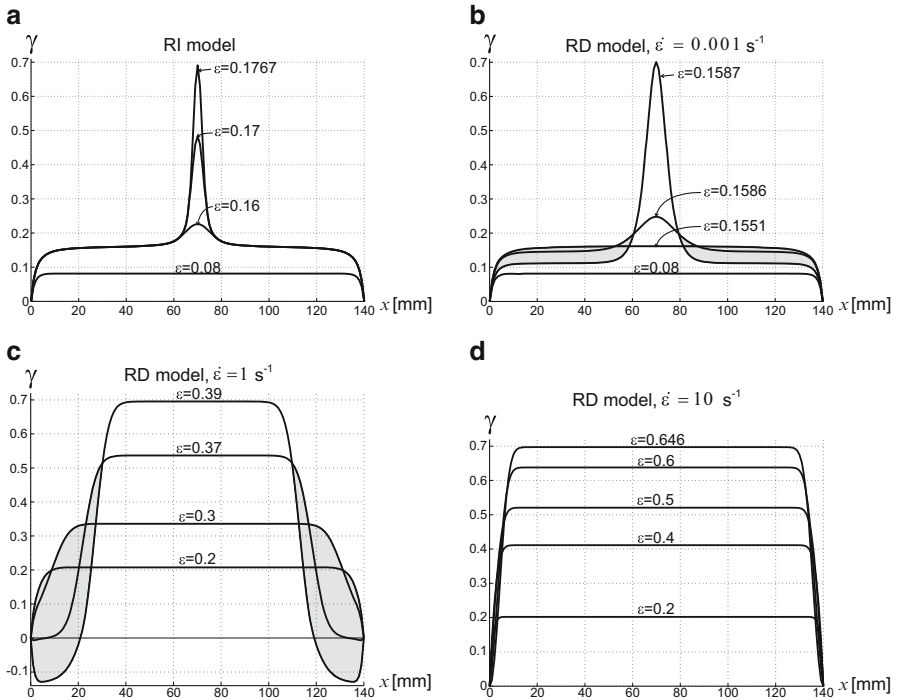 a
γ
RI model
0.7
0.6
0.5
0.4
0.3
0.2
0.1
0
ε=0.1767
ε=0.17
ε=0.16
ε=0.08
0 20 40 60 80 100 120 140 x [mm]
b
γ
RD model, ε̇ = 0.001 s⁻¹
0.7
0.6
0.5
0.4
0.3
0.2
0.1
0
ε=0.1587
ε=0.1586
ε=0.1551
ε=0.08
0 20 40 60 80 100 120 140 x [mm]
c
γ
RD model, ε̇ = 1 s⁻¹
0.7
0.6
0.5
0.4
0.3
0.2
0.1
0
-0.1
ε=0.39
ε=0.37
ε=0.3
ε=0.2
0 20 40 60 80 100 120 140 x [mm]
d
γ
RD model, ε̇ = 10 s⁻¹
0.7
0.6
0.5
0.4
0.3
0.2
0.1
0
ε=0.646
ε=0.6
ε=0.5
ε=0.4
ε=0.2
0 20 40 60 80 100 120 140 x [mm]